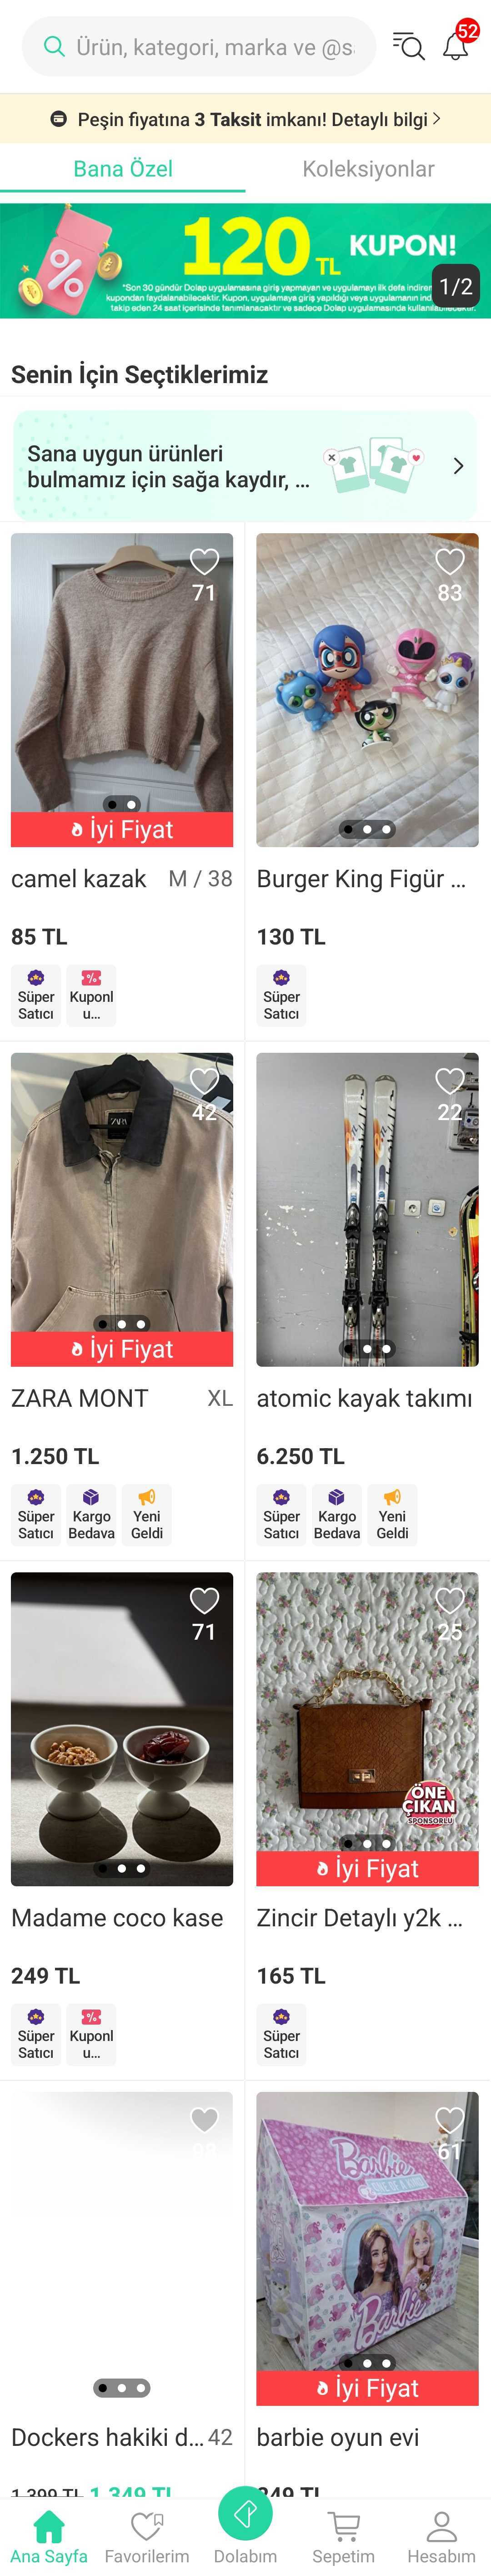 Ürün, kategori, marka ve @s
52
Peşin fiyatına 3 Taksit imkanı! Detaylı bilgi
Bana Özel
Koleksiyonlar
120 TL KUPON!
*Son 30 gündür Dolap uygulamaya giriş yapmayan ve uygulamayı ilk defa indiren
kupondan faydalanabilecektir. Kupon, uygulamaya giriş yapıldığı veya uygulamanın ind
takip eden 24 saat içerisinde tanımlanacaktır ve sadece Dolap uygulamasında kullanılabilecektir.
1/2
Senin İçin Seçtiklerimiz
Sana uygun ürünleri
bulmamız için sağa kaydır, ...
71
İyi Fiyat
camel kazak M / 38
85 TL
Süper
Satıcı
Kuponl
u...
83
Burger King Figür ...
130 TL
Süper
Satıcı
ZARA
42
İyi Fiyat
ZARA MONT XL
1.250 TL
Süper
Satıcı
Kargo
Bedava
Yeni
Geldi
22
atomic kayak takımı
6.250 TL
Süper
Satıcı
Kargo
Bedava
Yeni
Geldi
71
Madame coco kase
249 TL
Süper
Satıcı
Kuponl
u...
25
ÖNE
ÇIKAN
SPONSORLU
İyi Fiyat
Zincir Detaylı y2k ...
165 TL
Süper
Satıcı
Dockers hakiki d... 42
1.399 TL 1.349 TL
61
Barbie
Barbie
İyi Fiyat
barbie oyun evi
249 TL
Ana Sayfa
Favorilerim
Dolabım
Sepetim
Hesabım